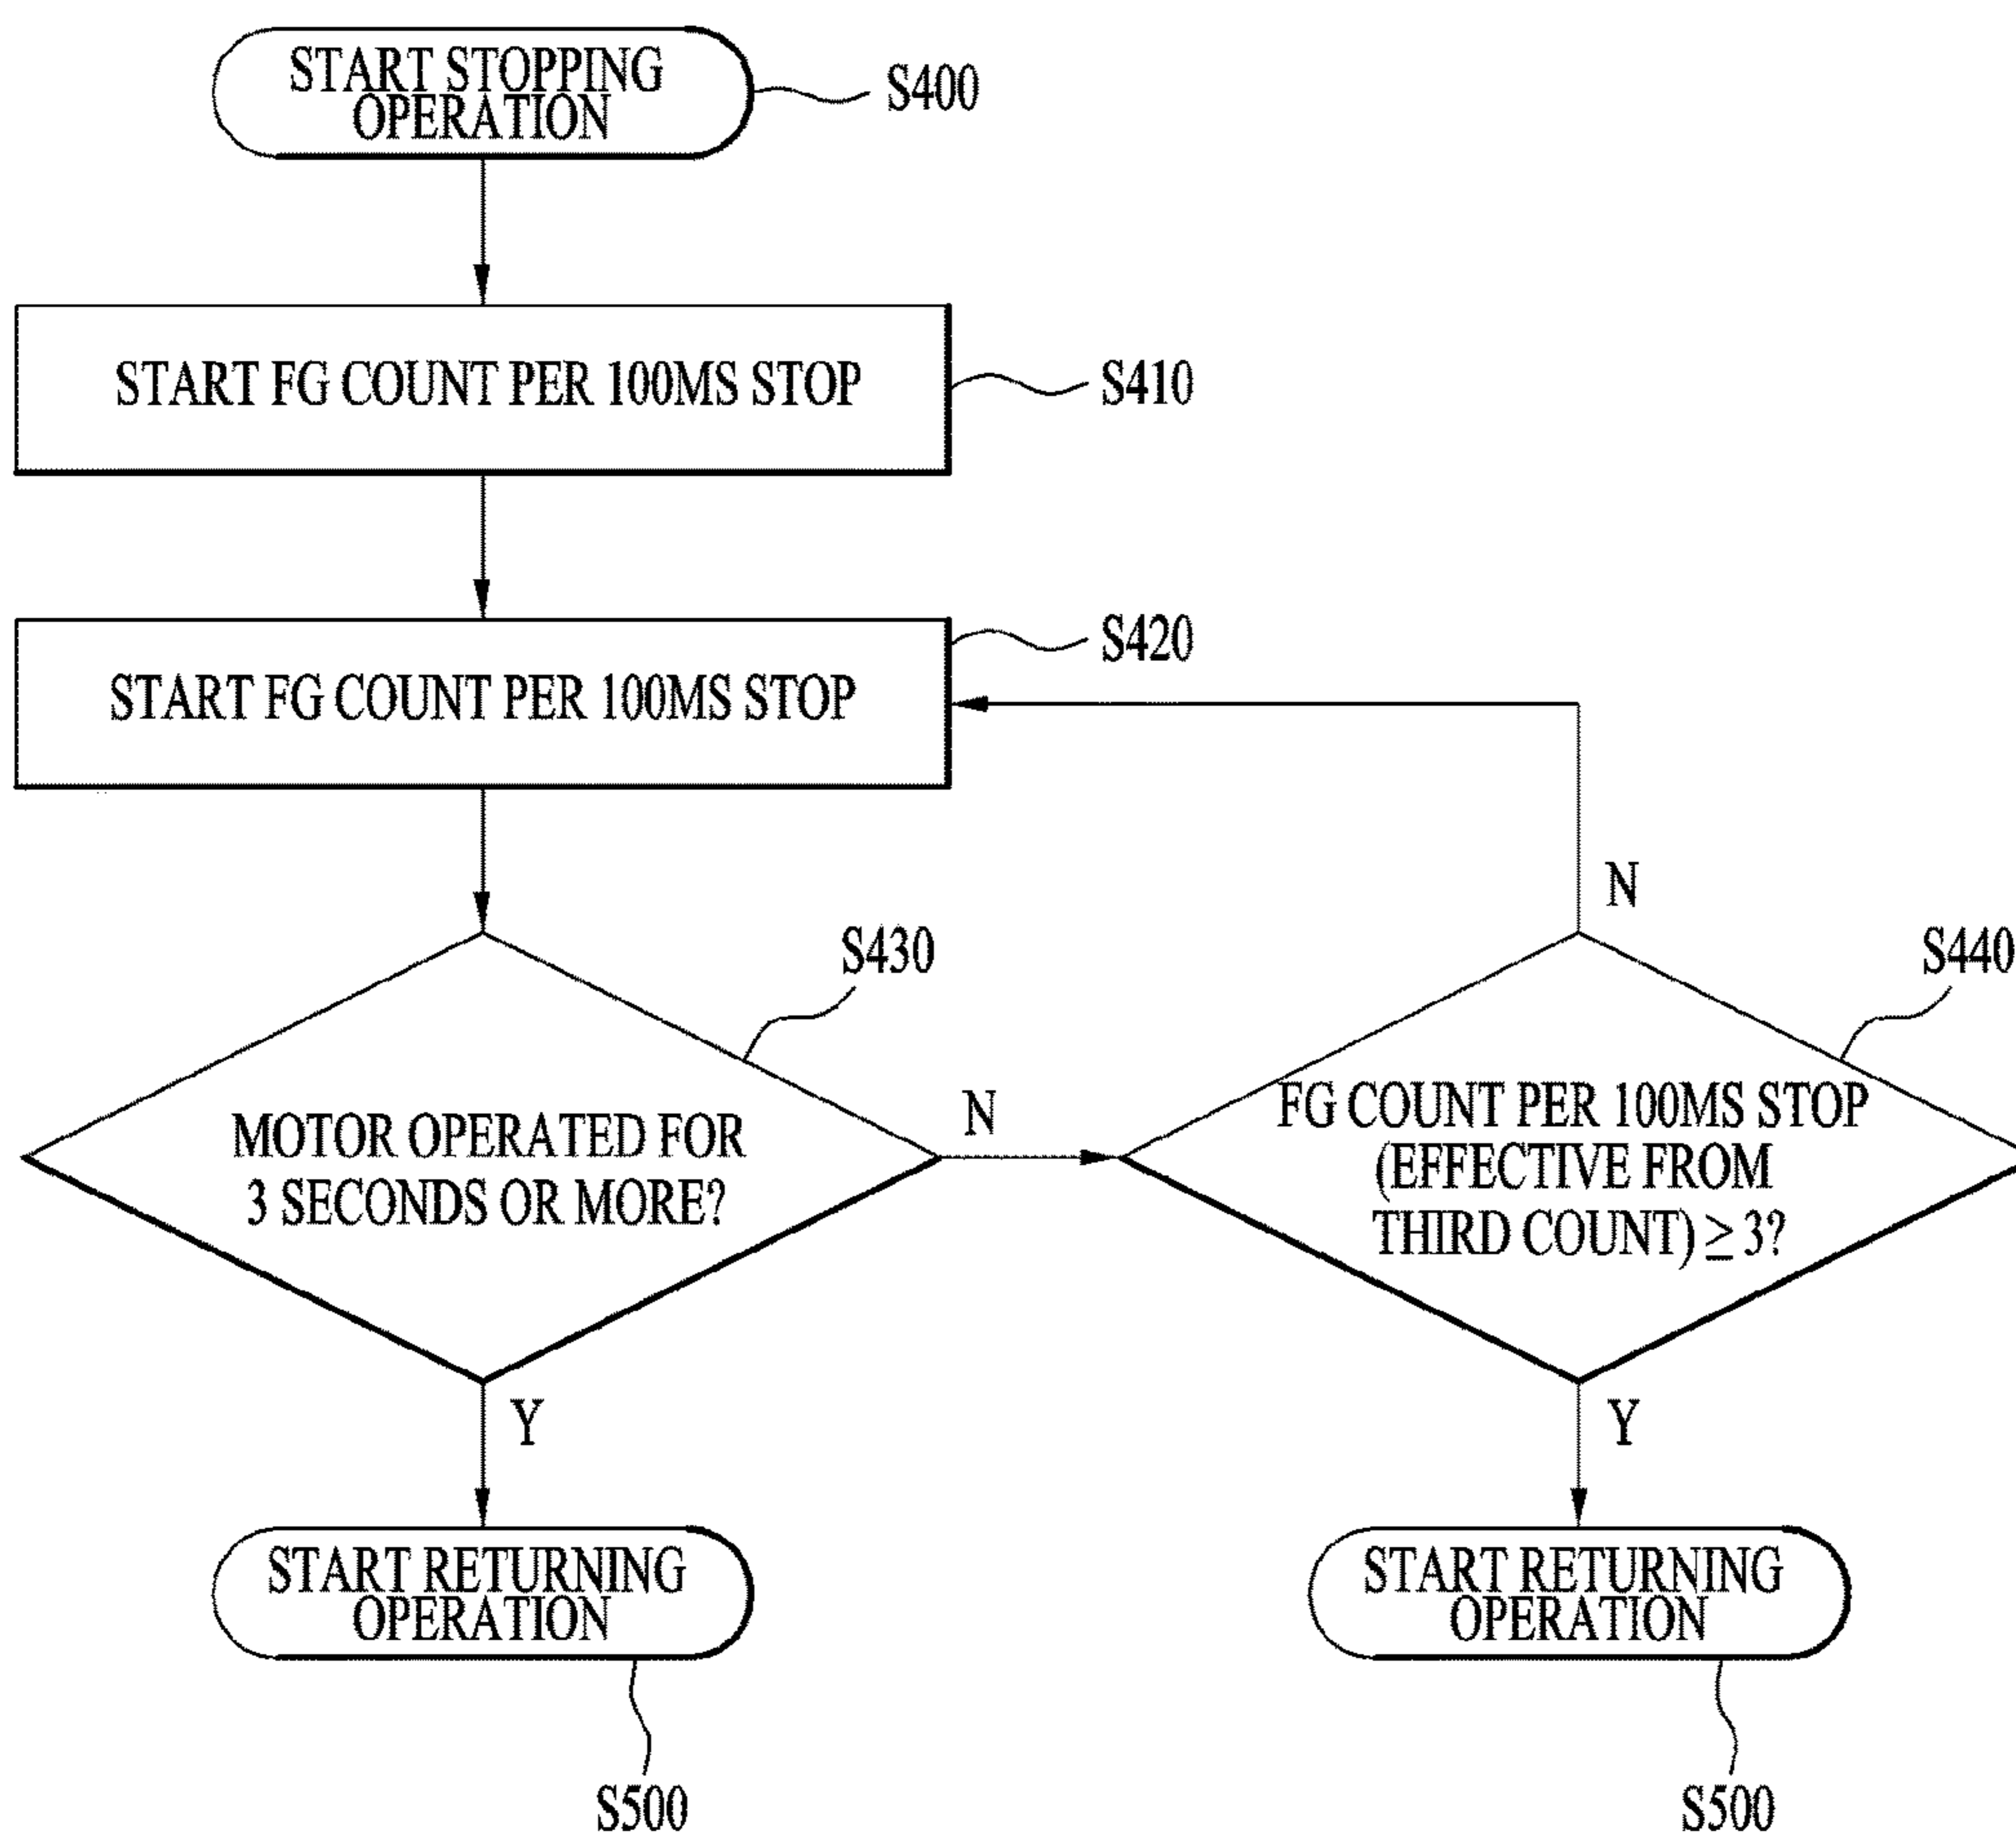 START STOPPING
OPERATION
S400
START FG COUNT PER 100MS STOP
S410
S420
START FG COUNT PER 100MS STOP
N
S430
S440
MOTOR OPERATED FOR
3 SECONDS OR MORE?
N
FG COUNT PER 100MS STOP
(EFFECTIVE FROM
THIRD COUNT) ≥ 3?
Y
Y
START RETURNING
OPERATION
START RETURNING
OPERATION
S500
S500